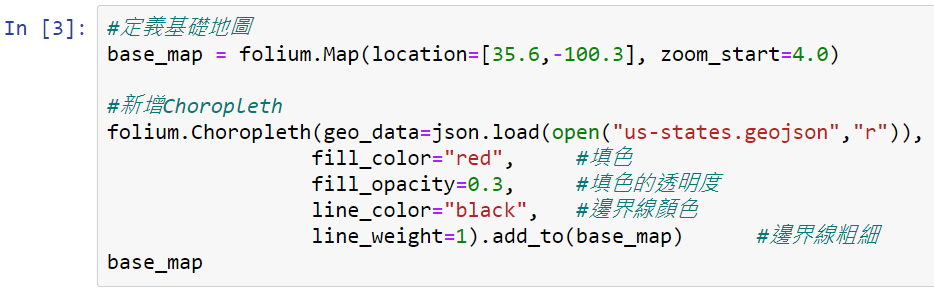 In [3]:
#定義基礎地圖
base_map = folium.Map(location=[35.6,-100.3], zoom_start=4.0)
#新增Choropleth
folium.Choropleth(geo_data=json.load(open("us-states.geojson","r")),
fill_color="red", #填色
fill_opacity=0.3, #填色的透明度
line_color="black", #邊界線顏色
line_weight=1).add_to(base_map) #邊界線粗細
base_map